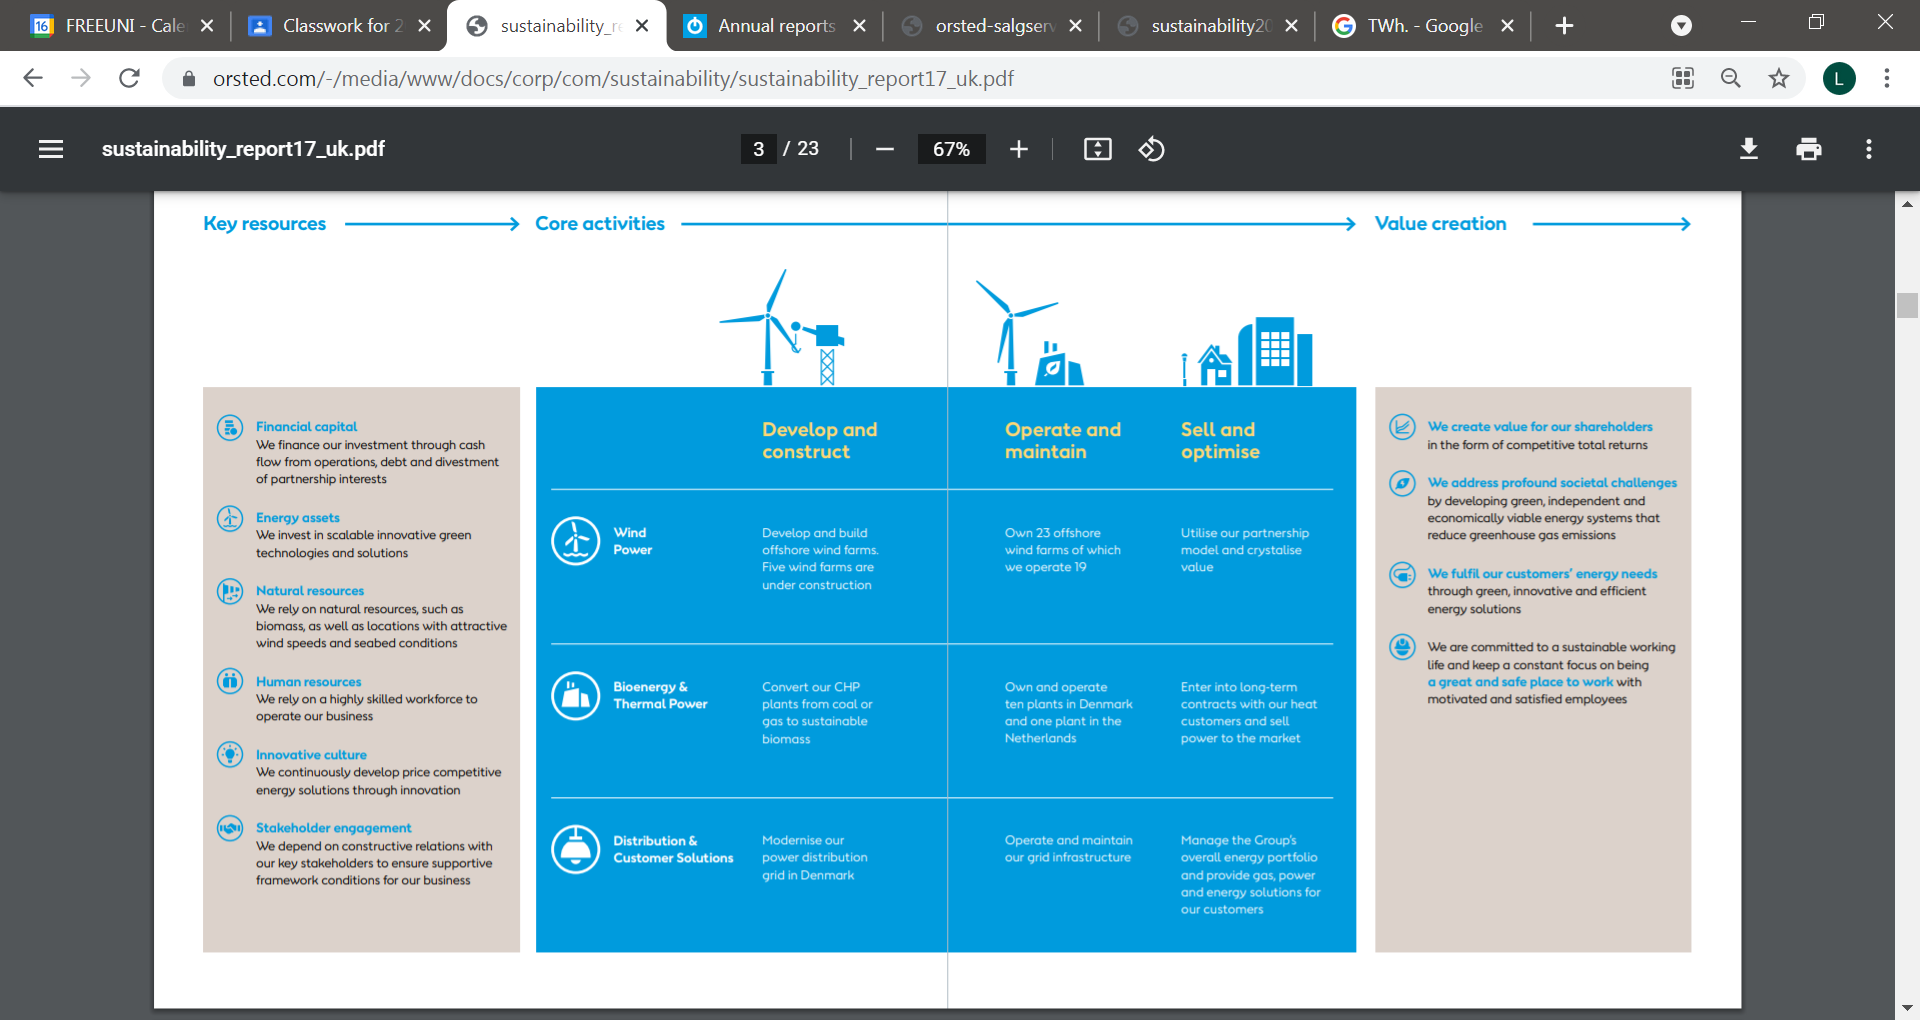 FREEUNI - Cale
Classwork for 2
sustainability_re
Annual reports
orsted-salgserv
sustainability20
TWh. - Google
orsted.com/-/media/www/docs/corp/com/sustainability/sustainability_report17_uk.pdf
L
sustainability_report17_uk.pdf
3 / 23
67%
Key resources
Core activities
Value creation
Financial capital
We finance our investment through cash
flow from operations, debt and divestment
of partnership interests
Energy assets
We invest in scalable innovative green
technologies and solutions
Natural resources
We rely on natural resources, such as
biomass, as well as locations with attractive
wind speeds and seabed conditions
Human resources
We rely on a highly skilled workforce to
operate our business
Innovative culture
We continuously develop price competitive
energy solutions through innovation
Stakeholder engagement
We depend on constructive relations with
our key stakeholders to ensure supportive
framework conditions for our business
Develop and
construct
Operate and
maintain
Sell and
optimise
Wind
Power
Develop and build
offshore wind farms.
Five wind farms are
under construction
Own 23 offshore
wind farms of which
we operate 19
Utilise our partnership
model and crystalise
value
Bioenergy &
Thermal Power
Convert our CHP
plants from coal or
gas to sustainable
biomass
Own and operate
ten plants in Denmark
and one plant in the
Netherlands
Enter into long-term
contracts with our heat
customers and sell
power to the market
Distribution &
Customer Solutions
Modernise our
power distribution
grid in Denmark
Operate and maintain
our grid infrastructure
Manage the Group's
overall energy portfolio
and provide gas, power
and energy solutions for
our customers
We create value for our shareholders
in the form of competitive total returns
We address profound societal challenges
by developing green, independent and
economically viable energy systems that
reduce greenhouse gas emissions
We fulfil our customers' energy needs
through green, innovative and efficient
energy solutions
We are committed to a sustainable working
life and keep a constant focus on being
a great and safe place to work with
motivated and satisfied employees